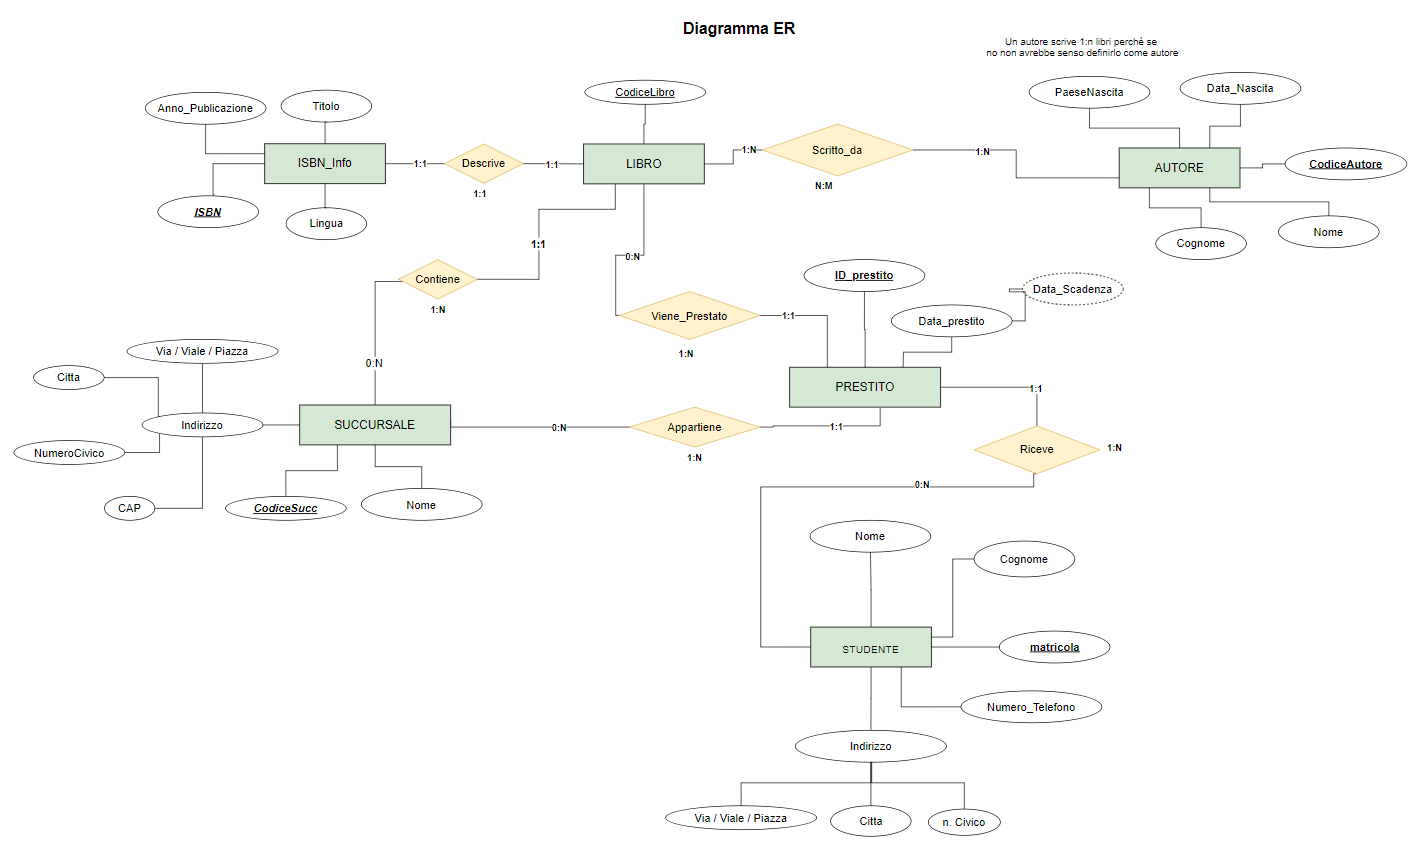 Diagramma ER
Un autore scrive 1:n libri perchè se
no non avrebbe senso definirlo come autore
Anno_Publicazione
Titolo
CodiceLibro
PaeseNascita
Data_Nascita
ISBN_Info
1:1
Descrive
1:1
1:1
LIBRO
1:N
Scritto_da
N:M
1:N
AUTORE
CodiceAutore
ISBN
Lingua
Cognome
Nome
1:1
0:N
Contiene
1:N
ID_prestito
Data_Scadenza
Data_prestito
Viene_Prestato
1:N
1:1
0:N
Via / Viale / Piazza
Citta
Indirizzo
NumeroCivico
CAP
SUCCURSALE
CodiceSucc
Nome
0:N
Appartiene
1:N
1:1
PRESTITO
1:1
Riceve
1:N
0:N
Nome
Cognome
STUDENTE
matricola
Numero_Telefono
Indirizzo
Via / Viale / Piazza
Citta
n. Civico